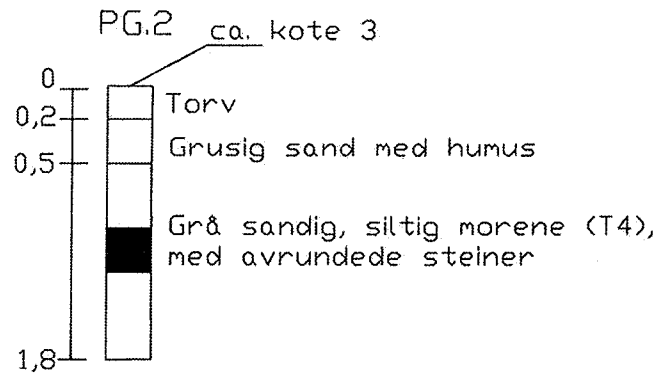 PG.2 ca. kote 3
0
Torv
0,2
Grusig sand med humus
0,5
Grå sandig, siltig morene (T4),
med avrundede steiner
1,8